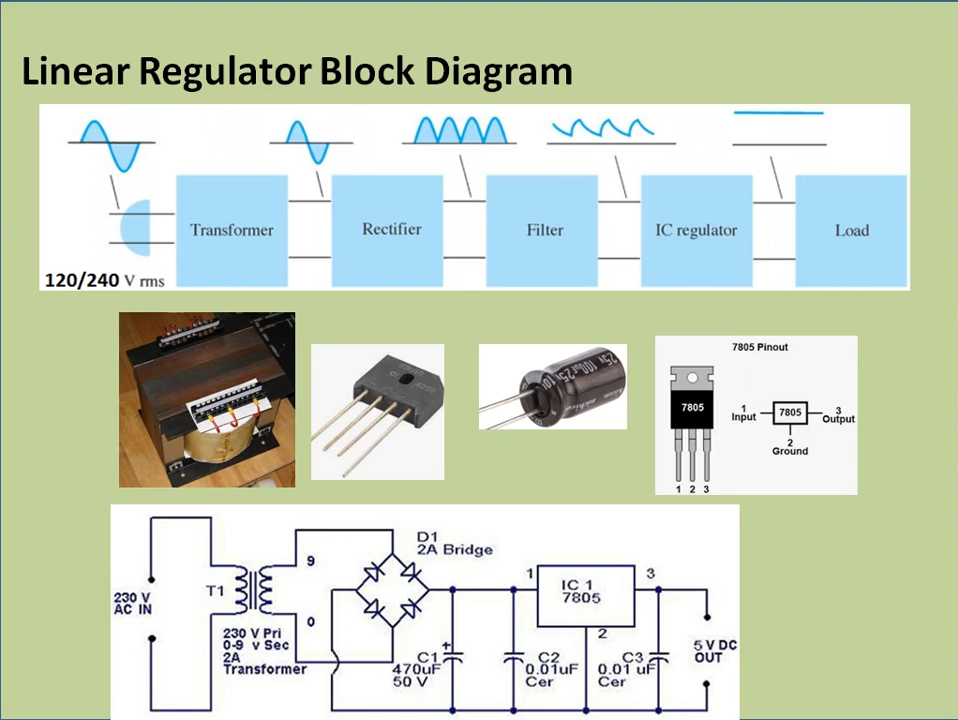 Linear Regulator Block Diagram
Transformer
Rectifier
Filter
IC regulator
Load
120/240 V rms
25v 100µF 25
7805 Pinout
7805
1
Input
7805
3
Output
2
Ground
1 2 3
D1
2A Bridge
9
T1
0
230 V
AC IN
230 V Pri
0-9 v Sec
2A
Transformer
1
IC 1
7805
3
2
C1
470uF
50 V
+
C2
0.01uF
Cer
C3
0.01 uF
Cer
5 V DC
OUT